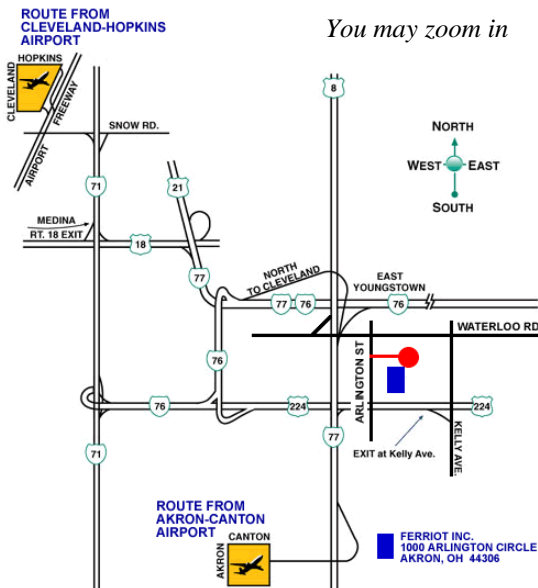 ROUTE FROM
CLEVELAND-HOPKINS
AIRPORT
You may zoom in
HOPKINS
CLEVELAND
FREEWAY
AIRPORT
SNOW RD.
8
NORTH
WEST EAST
SOUTH
71
21
MEDINA
RT. 18 EXIT
18
77
NORTH
TO CLEVELAND
EAST
YOUNGSTOWN
77 76
76
WATERLOO RD
76
ARLINGTON ST
76
224
224
EXIT at Kelly Ave.
KELLY AVE.
71
77
ROUTE FROM
AKRON-CANTON
AIRPORT
CANTON
AKRON
FERRIOT INC.
1000 ARLINGTON CIRCLE
AKRON, OH 44306